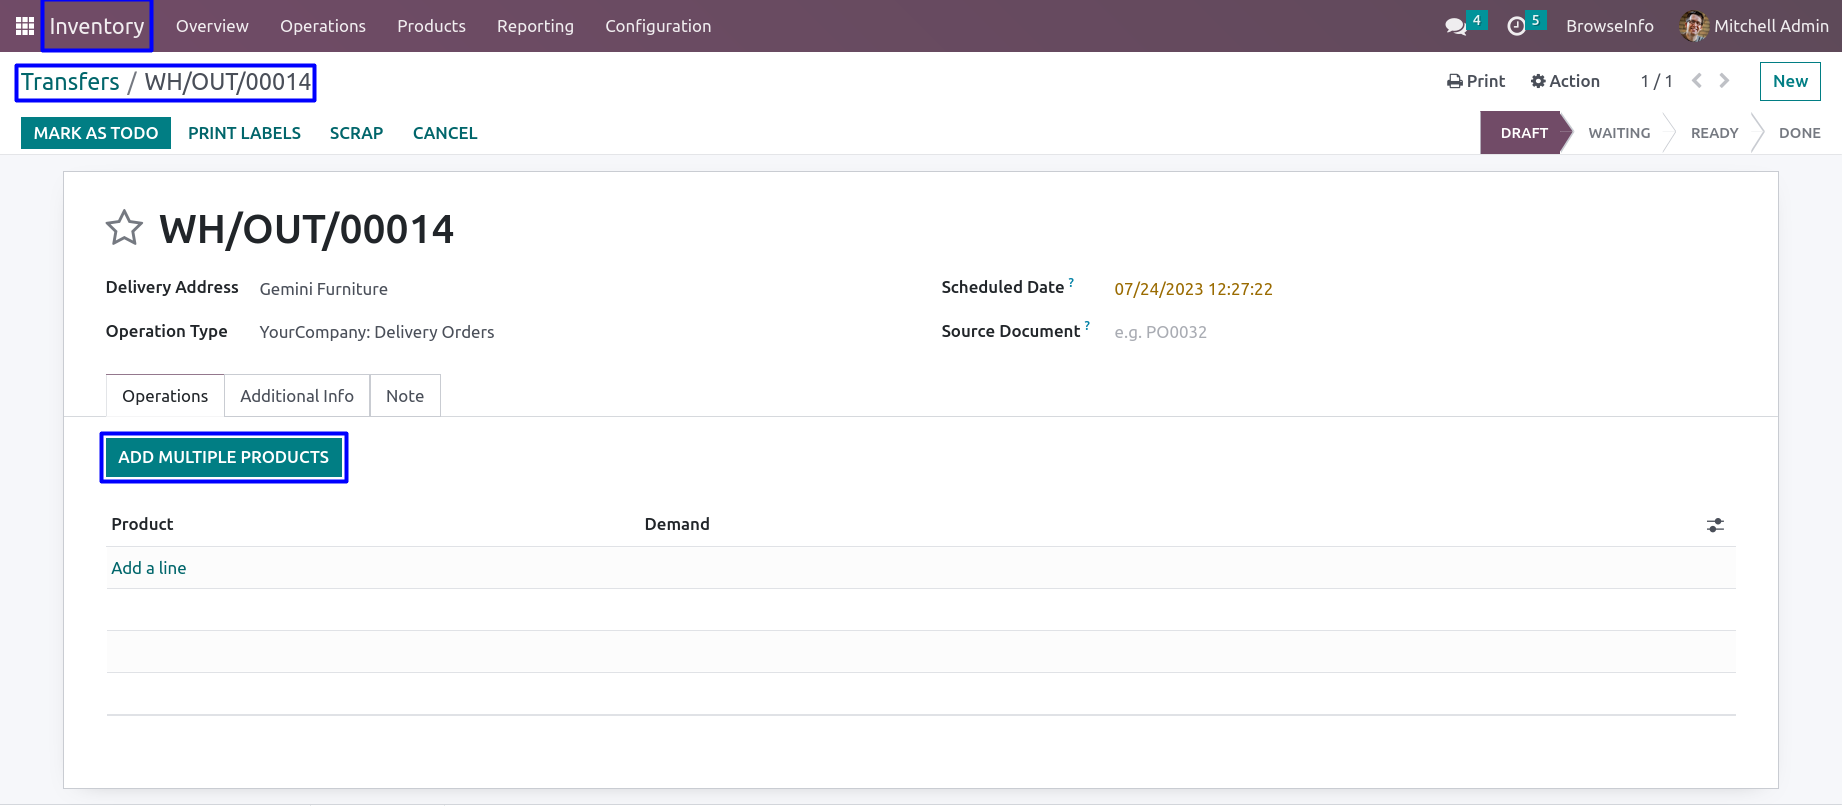 Inventory Overview Operations Products Reporting Configuration 4 5 BrowseInfo Mitchell Admin
Transfers / WH/OUT/00014 Print Action 1 / 1 New
MARK AS TODO PRINT LABELS SCRAP CANCEL DRAFT WAITING READY DONE
WH/OUT/00014
Delivery Address Gemini Furniture Scheduled Date ? 07/24/2023 12:27:22
Operation Type YourCompany: Delivery Orders Source Document ? e.g. PO0032
Operations Additional Info Note
ADD MULTIPLE PRODUCTS
Product Demand
Add a line